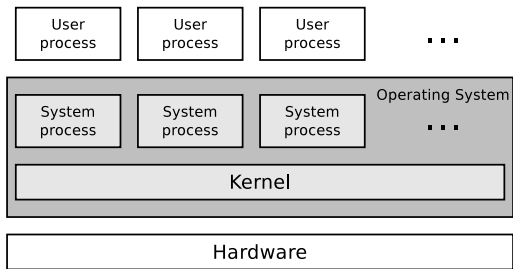 User
process
User
process
User
process
...
Operating System
System
process
System
process
System
process
...
Kernel
Hardware